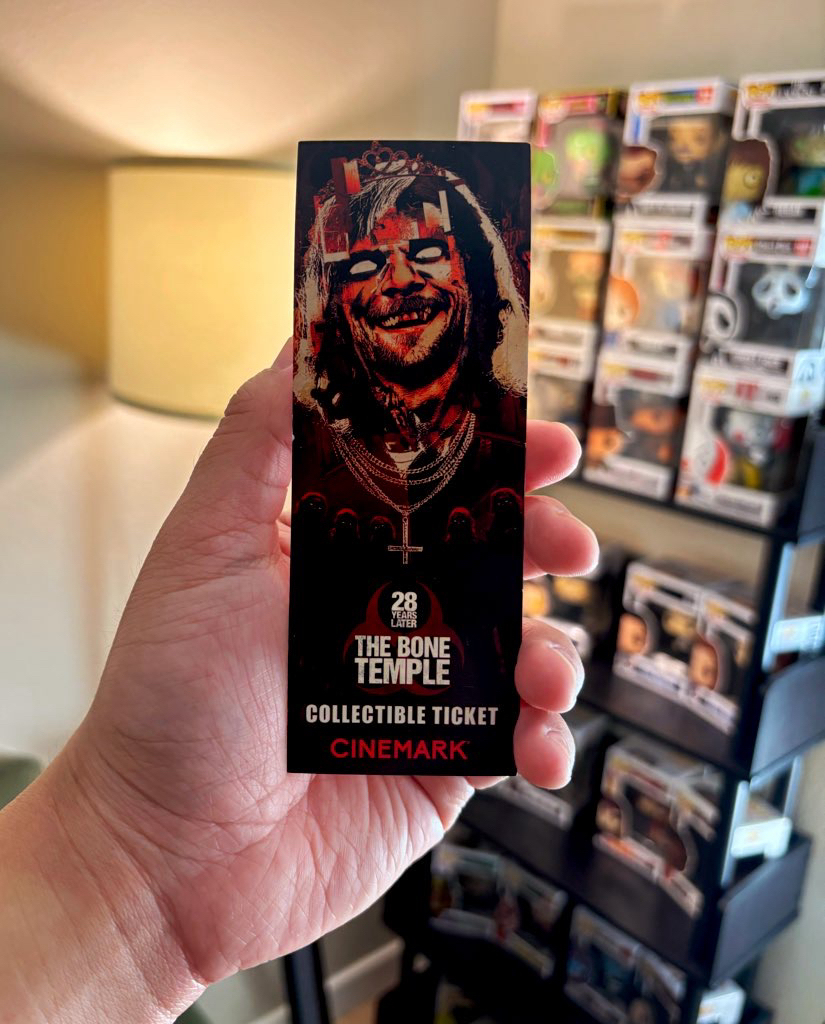 28
YEARS
LATER
THE BONE
TEMPLE
COLLECTIBLE TICKET
CINEMARK